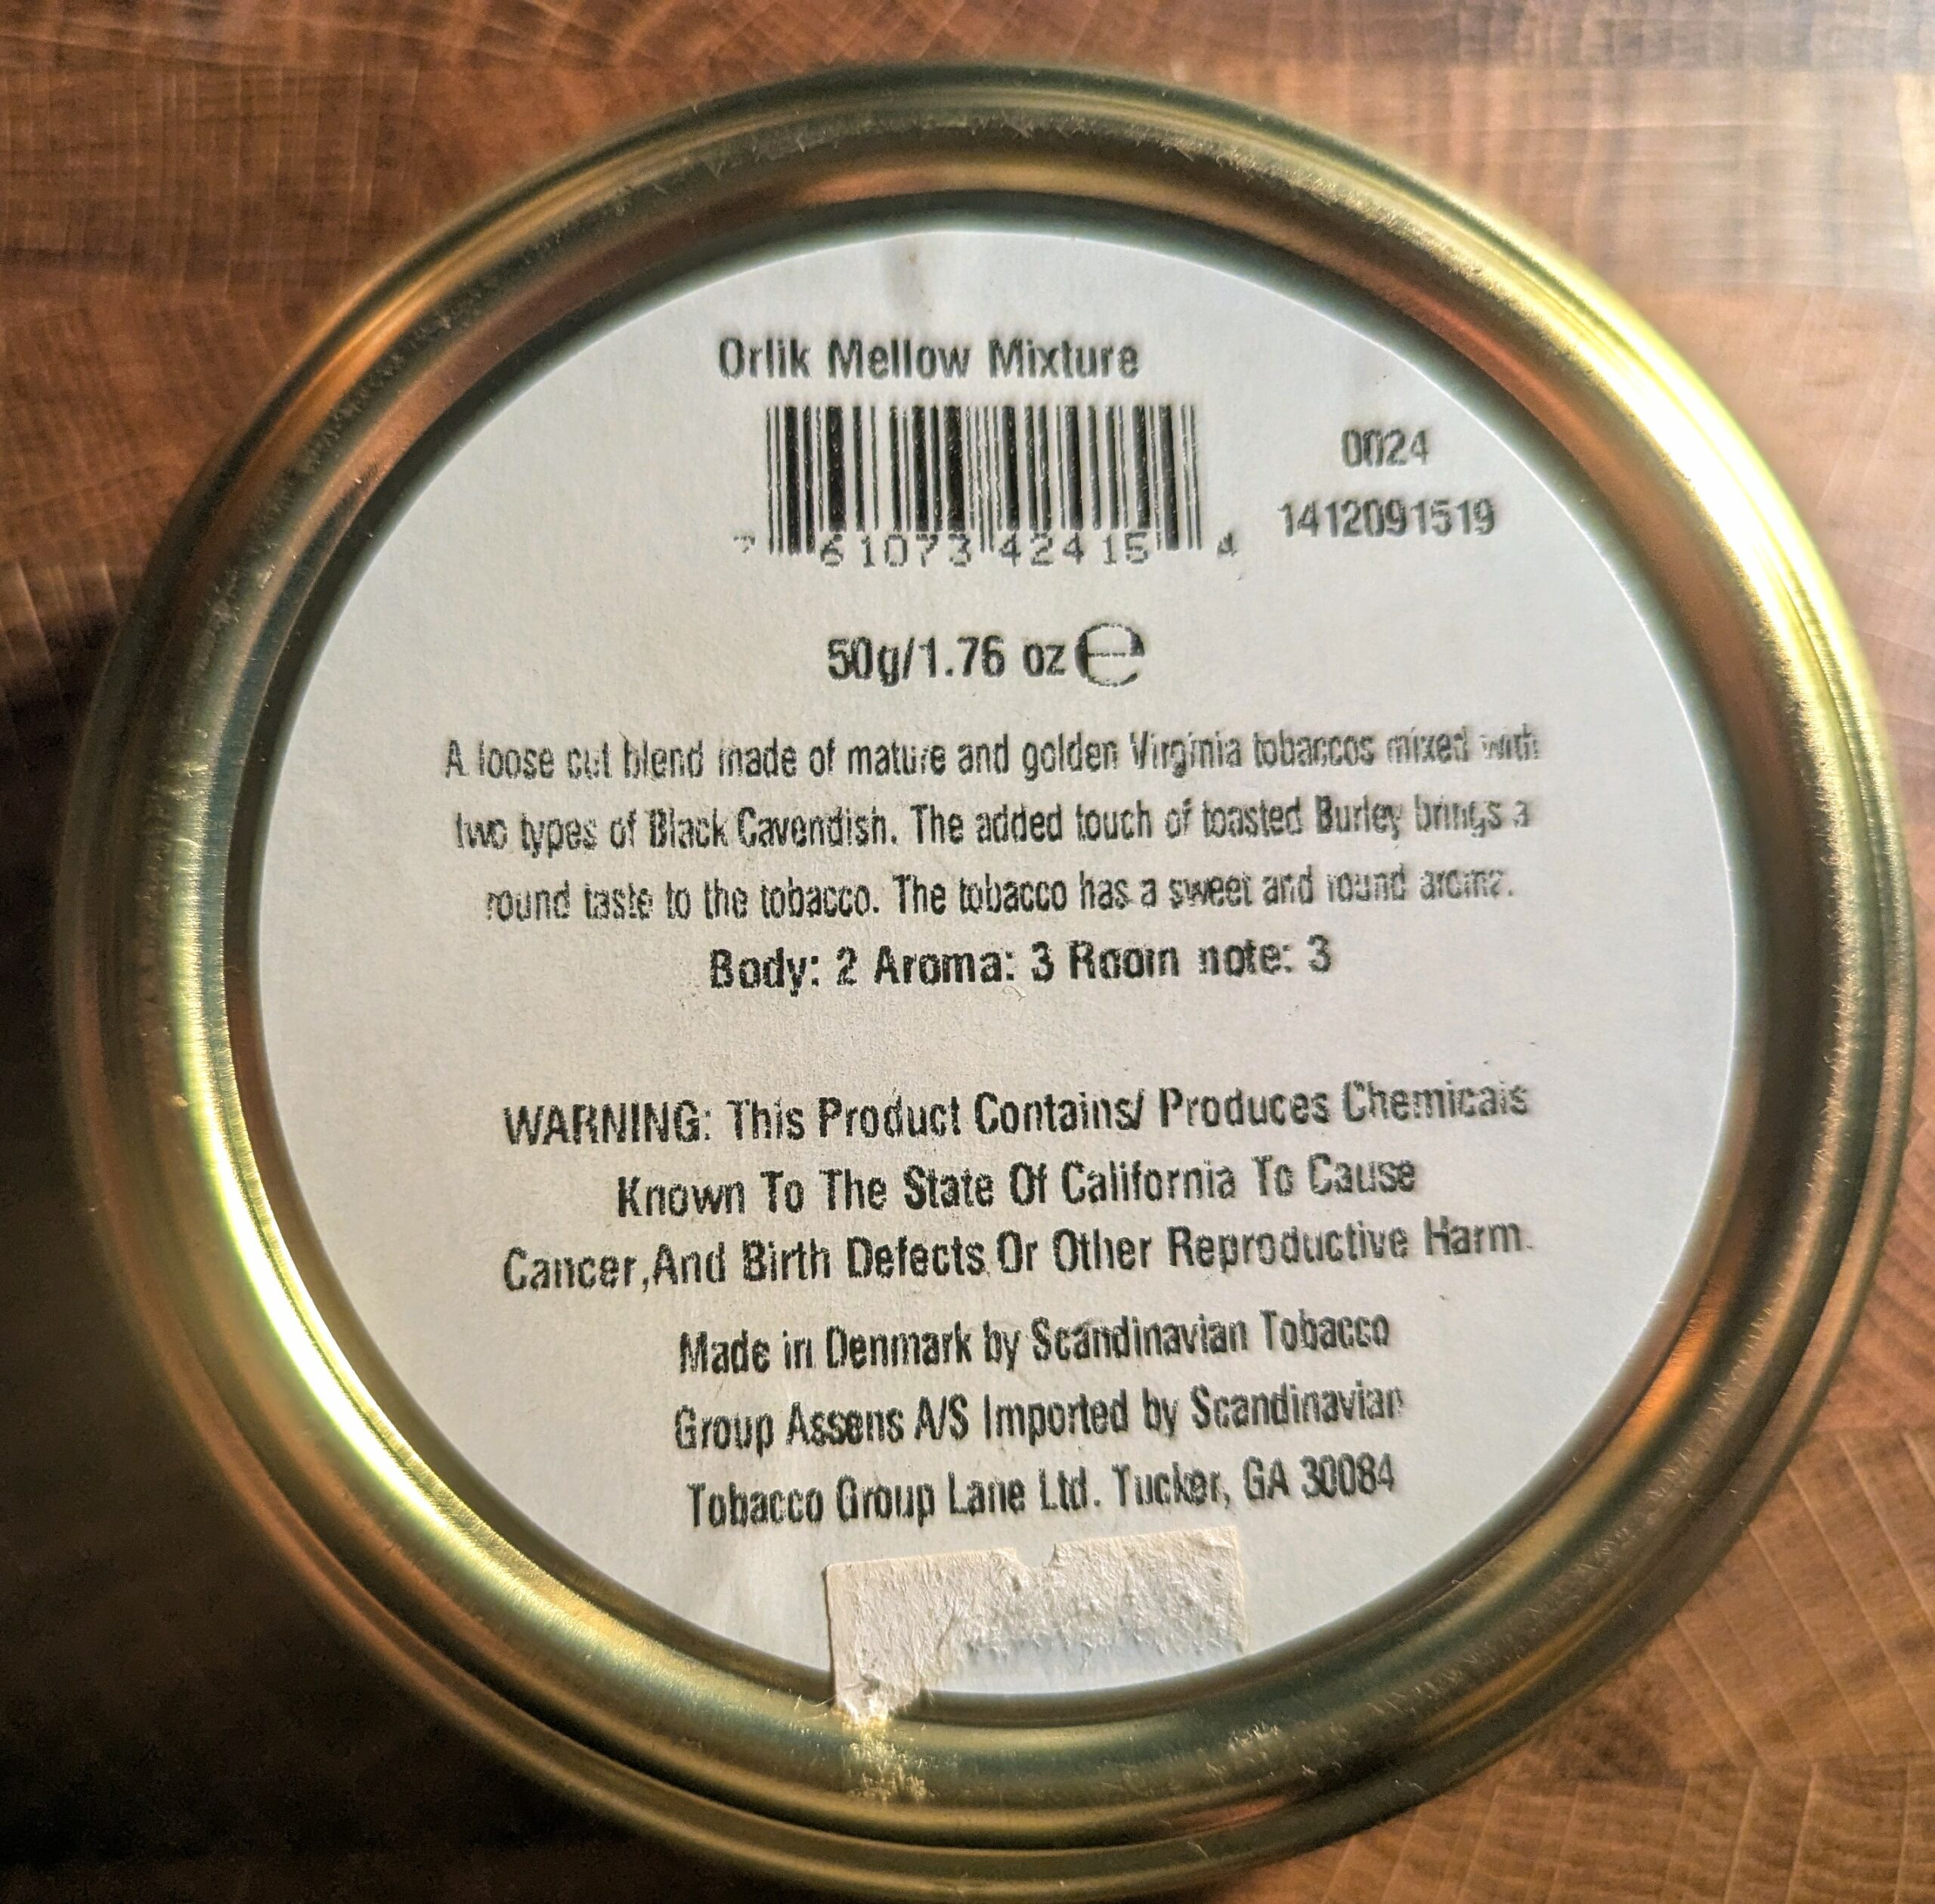 Orlik Mellow Mixture
0024
1412091519
7 61073 42415 4
50g/1.76 oz ℮
A loose cut blend made of mature and golden Virginia tobaccos mixed with
two types of Black Cavendish. The added touch of toasted Burley brings a
round taste to the tobacco. The tobacco has a sweet and round aroma.
Body: 2 Aroma: 3 Room note: 3
WARNING: This Product Contains/ Produces Chemicals
Known To The State Of California To Cause
Cancer,And Birth Defects Or Other Reproductive Harm.
Made in Denmark by Scandinavian Tobacco
Group Assens A/S Imported by Scandinavian
Tobacco Group Lane Ltd. Tucker, GA 30084